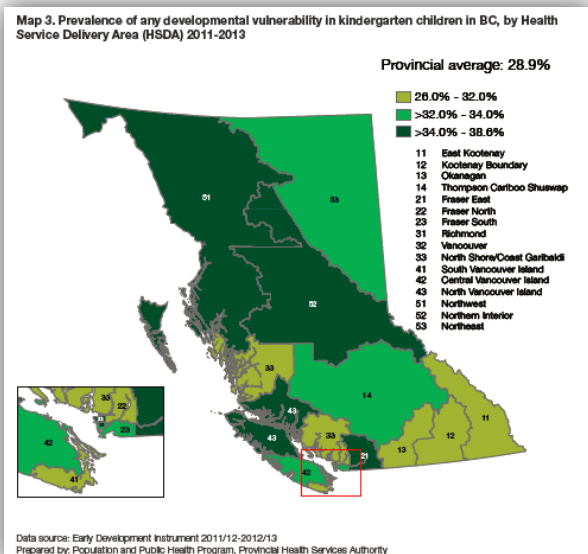 Map 3. Prevalence of any developmental vulnerability in kindergarten children in BC, by Health
Service Delivery Area (HSDA) 2011-2013
Provincial average: 28.9%
26.0% - 32.0%
>32.0% - 34.0%
>34.0% - 38.6%
11 East Kootenay
12 Kootenay Boundary
13 Okanagan
14 Thompson Cariboo Shuswap
21 Fraser East
22 Fraser North
23 Fraser South
31 Richmond
32 Vancouver
33 North Shore/Coast Garibaldi
41 South Vancouver Island
42 Central Vancouver Island
43 North Vancouver Island
51 Northwest
52 Northern Interior
53 Northeast
51
53
52
33
14
43
43
33
21
13
12
11
42
33
22
23
42
41
Data source: Early Development Instrument 2011/12-2012/13
Prepared by: Population and Public Health Program, Provincial Health Services Authority